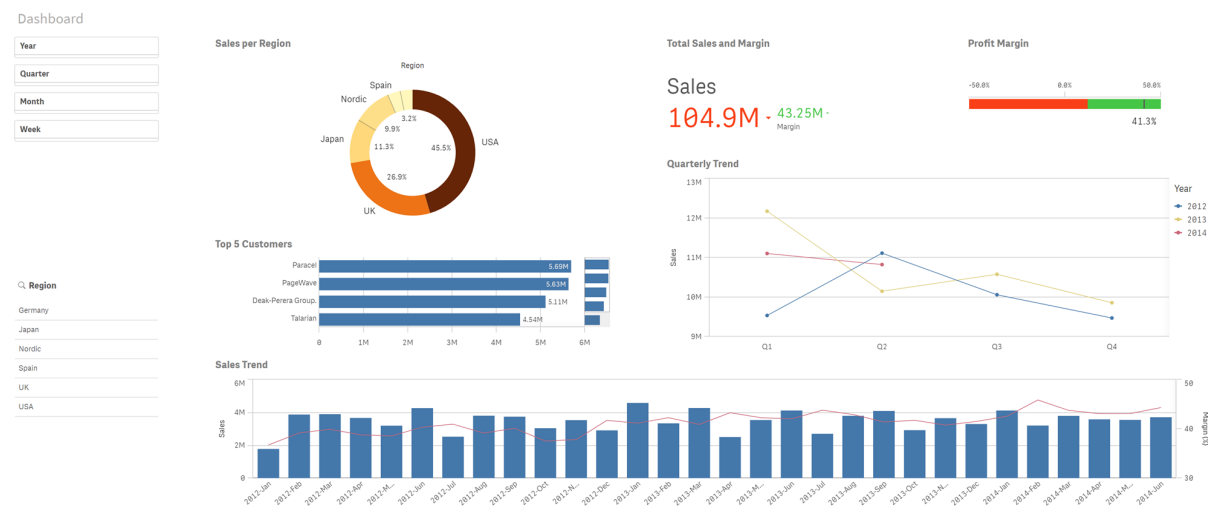 Dashboard
Year
Quarter
Month
Week
Region
Germany
Japan
Nordic
Spain
UK
USA
Sales per Region
Region
Spain
Nordic
Japan
UK
USA
3.2%
9.9%
11.3%
26.9%
45.5%
Top 5 Customers
Paracel
5.69M
PageWave
5.63M
Deak-Perera Group.
5.11M
Talarian
4.54M
0 1M 2M 3M 4M 5M 6M
Total Sales and Margin
Sales
104.9M
43.25M
Margin
Profit Margin
-50.0% 0.0% 50.0%
41.3%
Quarterly Trend
Sales
13M
12M
11M
10M
9M
Q1 Q2 Q3 Q4
Year
2012
2013
2014
Sales Trend
Sales
6M
4M
2M
0
50
40
30
Margin (%)
2012-Jan
2012-Feb
2012-Mar
2012-Apr
2012-M...
2012-Jun
2012-Jul
2012-Aug
2012-Sep
2012-Oct
2012-N...
2012-Dec
2013-Jan
2013-Feb
2013-Mar
2013-Apr
2013-M...
2013-Jun
2013-Jul
2013-Aug
2013-Sep
2013-Oct
2013-N...
2013-Dec
2014-Jan
2014-Feb
2014-Mar
2014-Apr
2014-M...
2014-Jun